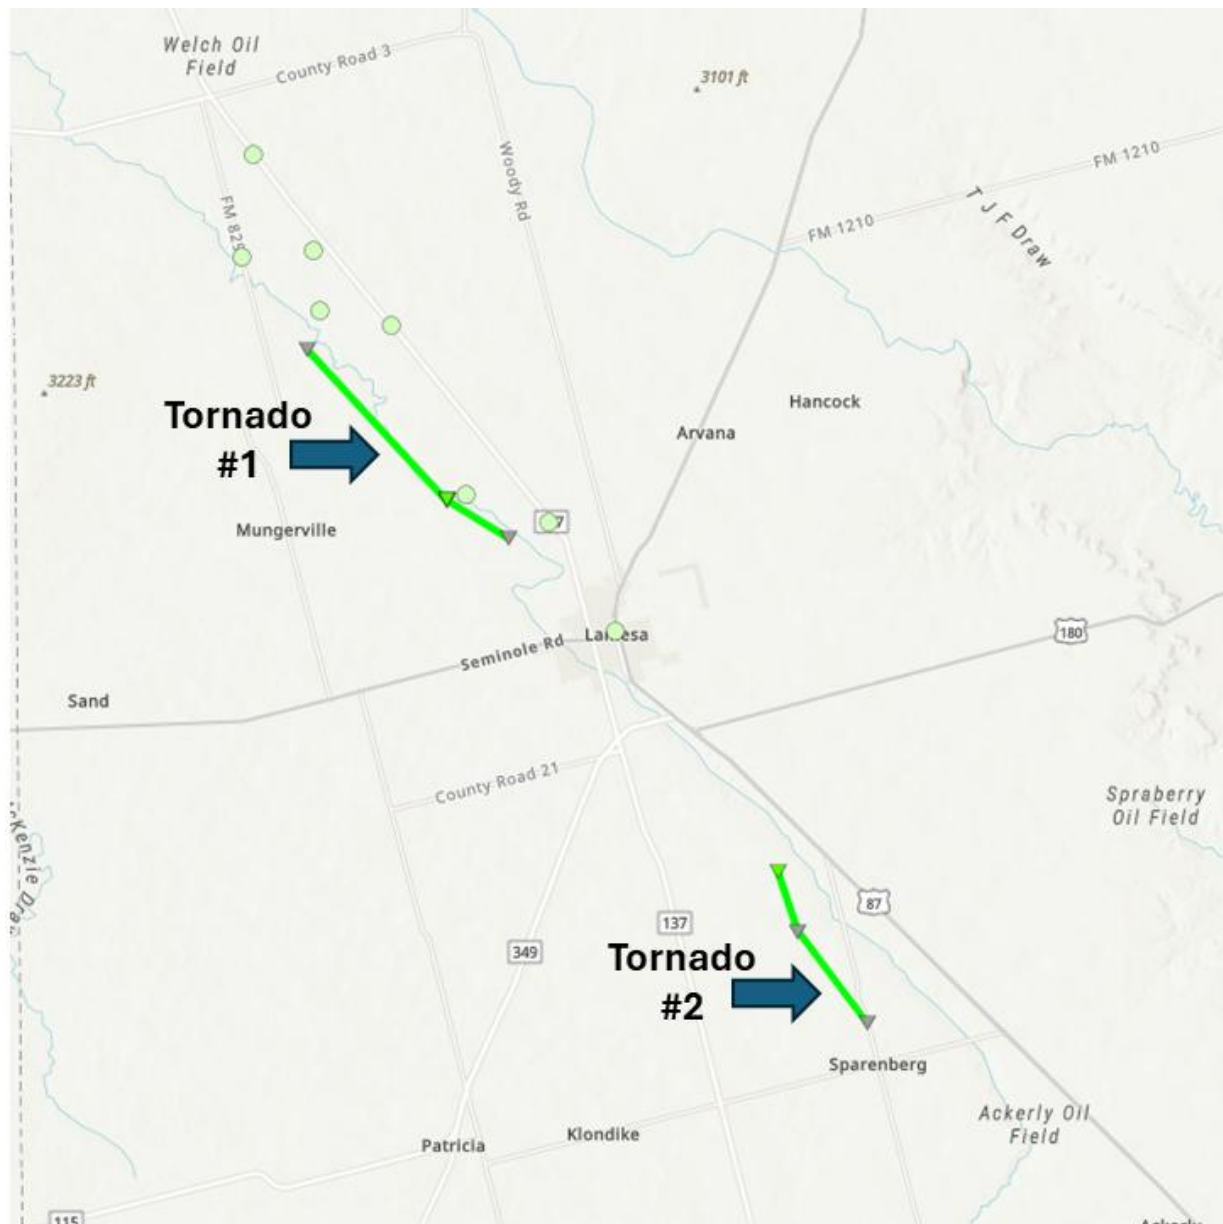 Welch Oil
Field
County Road 3
3101 ft
Woody Rd
FM 1210
FM 1210
T J F Draw
FM 829
3223 ft
Hancock
Tornado
#1
Arvana
Mungerville
Lamesa
180
Seminole Rd
Sand
County Road 21
Spraberry
Oil Field
87
137
349
Tornado
#2
Sparenberg
Ackerly Oil
Field
Klondike
Patricia
115